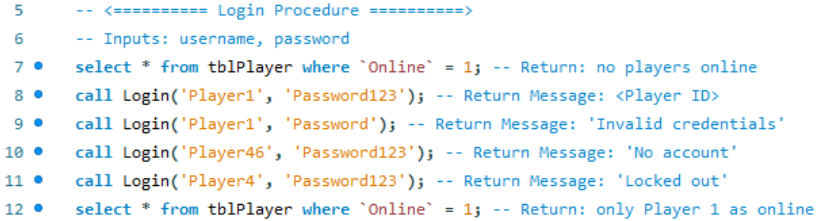 5 -- <========== Login Procedure ==========>
6 -- Inputs: username, password
7 select * from tblPlayer where `Online` = 1; -- Return: no players online
8 call Login('Player1', 'Password123'); -- Return Message: <Player ID>
9 call Login('Player1', 'Password'); -- Return Message: 'Invalid credentials'
10 call Login('Player46', 'Password123'); -- Return Message: 'No account'
11 call Login('Player4', 'Password123'); -- Return Message: 'Locked out'
12 select * from tblPlayer where `Online` = 1; -- Return: only Player 1 as online